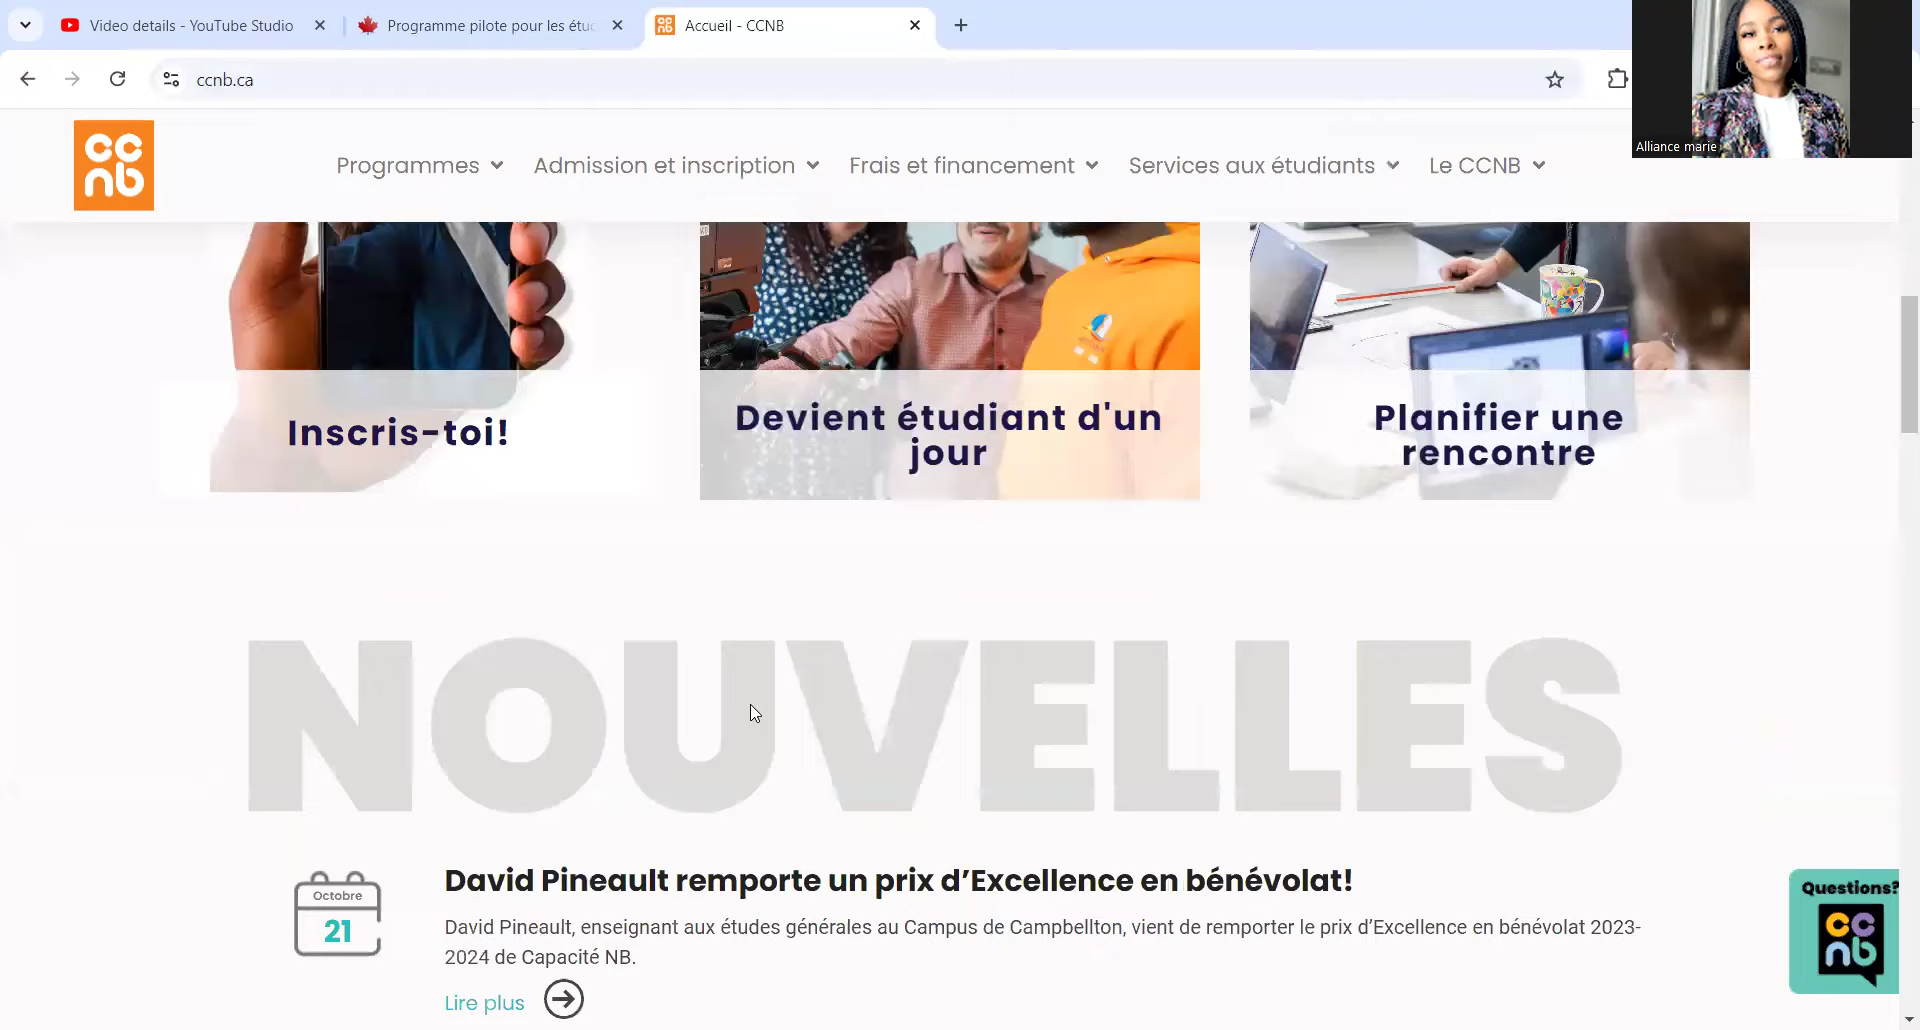 Video details - YouTube Studio
Programme pilote pour les étu
Accueil - CCNB
ccnb.ca
Alliance marie
cc
nb
Programmes
Admission et inscription
Frais et financement
Services aux étudiants
Le CCNB
Inscris-toi!
Devient étudiant d'un
jour
Planifier une
rencontre
NOUVELLES
Octobre
21
David Pineault remporte un prix d’Excellence en bénévolat!
David Pineault, enseignant aux études générales au Campus de Campbellton, vient de remporter le prix d’Excellence en bénévolat 2023-
2024 de Capacité NB.
Lire plus
Questions?
cc
nb